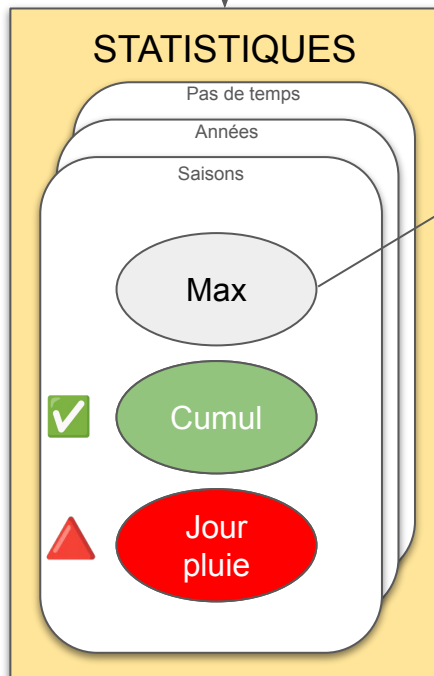 STATISTIQUES
Pas de temps
Années
Saisons
Max
Cumul
Jour
pluie